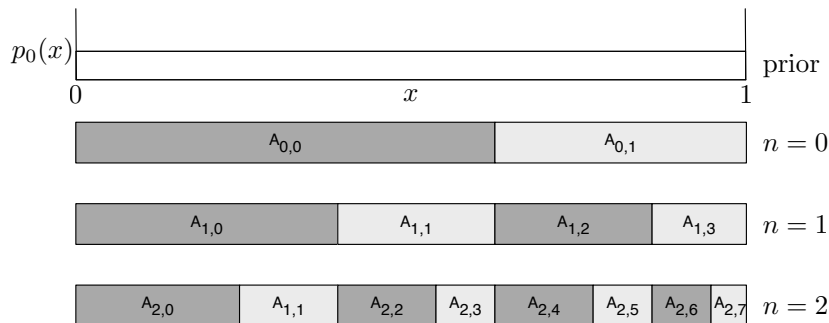 p₀(x)
prior
0 x 1
A₀,₀ A₀,₁ n = 0
A₁,₀ A₁,₁ A₁,₂ A₁,₃ n = 1
A₂,₀ A₁,₁ A₂,₂ A₂,₃ A₂,₄ A₂,₅ A₂,₆ A₂,₇ n = 2